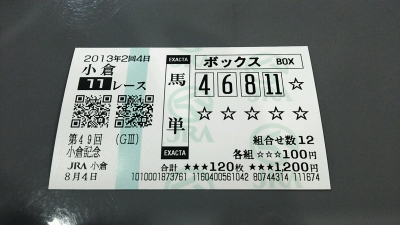 2013年2回4日
小倉
11レース
第49回 (GⅢ)
小倉記念
JRA 小倉
8月4日
EXACTA
馬単
EXACTA
ボックス BOX
4 6 8 11 ☆
☆ ☆ ☆ ☆ ☆
組合せ数12
各組 ☆☆☆100円
合計 ★★★120枚 ★★★1,200円
1010001873761 1160400561042 80744314 111674